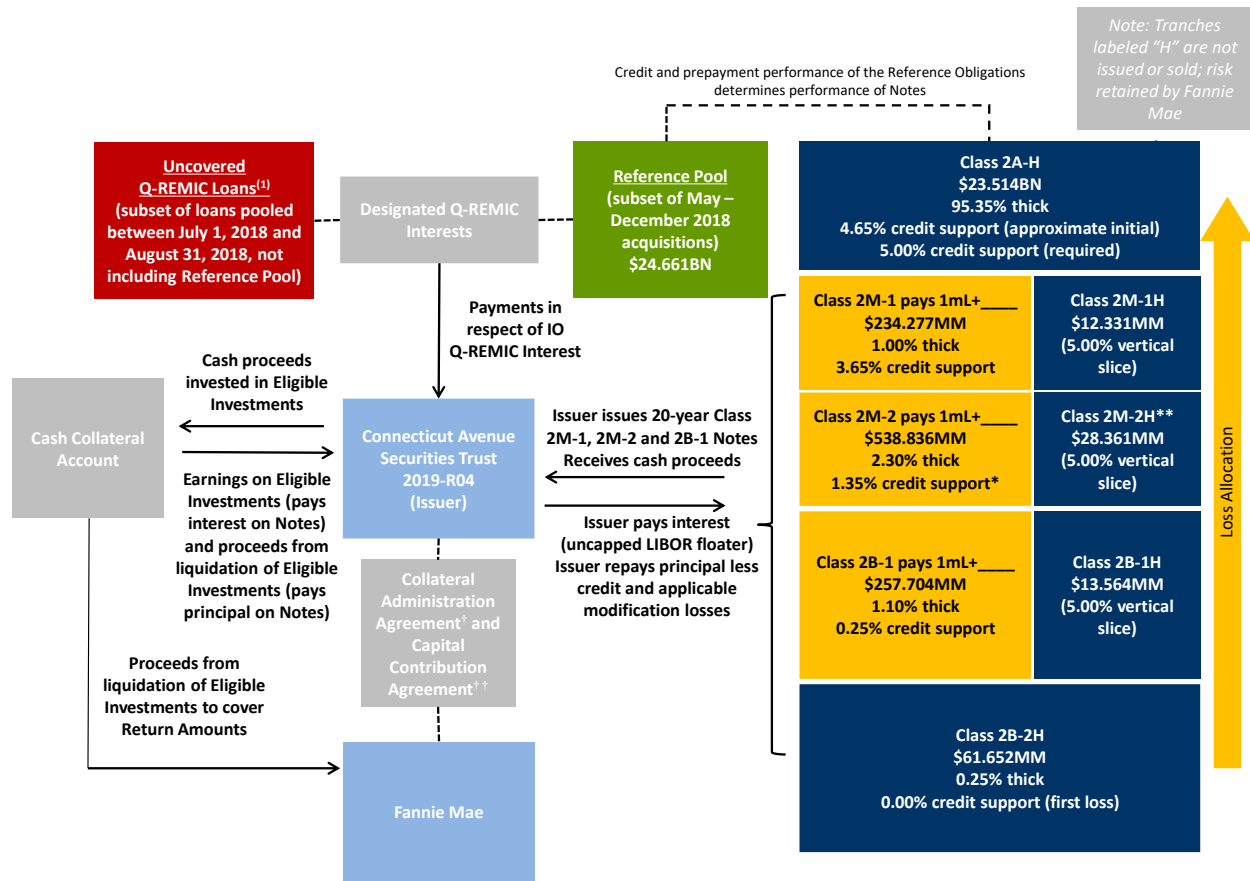 Note: Tranches
labeled “H” are not
issued or sold; risk
retained by Fannie
Mae
Credit and prepayment performance of the Reference Obligations
determines performance of Notes
Uncovered
Q-REMIC Loans(1)
(subset of loans pooled
between July 1, 2018 and
August 31, 2018, not
including Reference Pool)
Designated Q-REMIC
Interests
Reference Pool
(subset of May –
December 2018
acquisitions)
$24.661BN
Class 2A-H
$23.514BN
95.35% thick
4.65% credit support (approximate initial)
5.00% credit support (required)
Payments in
respect of IO
Q-REMIC Interest
Class 2M-1 pays 1mL+____
$234.277MM
1.00% thick
3.65% credit support
Class 2M-1H
$12.331MM
(5.00% vertical
slice)
Cash proceeds
invested in Eligible
Investments
Cash Collateral
Account
Connecticut Avenue
Securities Trust
2019-R04
(Issuer)
Issuer issues 20-year Class
2M-1, 2M-2 and 2B-1 Notes
Receives cash proceeds
Class 2M-2 pays 1mL+____
$538.836MM
2.30% thick
1.35% credit support*
Class 2M-2H**
$28.361MM
(5.00% vertical
slice)
Loss Allocation
Earnings on Eligible
Investments (pays
interest on Notes)
and proceeds from
liquidation of Eligible
Investments (pays
principal on Notes)
Issuer pays interest
(uncapped LIBOR floater)
Issuer repays principal less
credit and applicable
modification losses
Class 2B-1 pays 1mL+____
$257.704MM
1.10% thick
0.25% credit support
Class 2B-1H
$13.564MM
(5.00% vertical
slice)
Collateral
Administration
Agreement† and
Capital
Contribution
Agreement††
Proceeds from
liquidation of Eligible
Investments to cover
Return Amounts
Fannie Mae
Class 2B-2H
$61.652MM
0.25% thick
0.00% credit support (first loss)